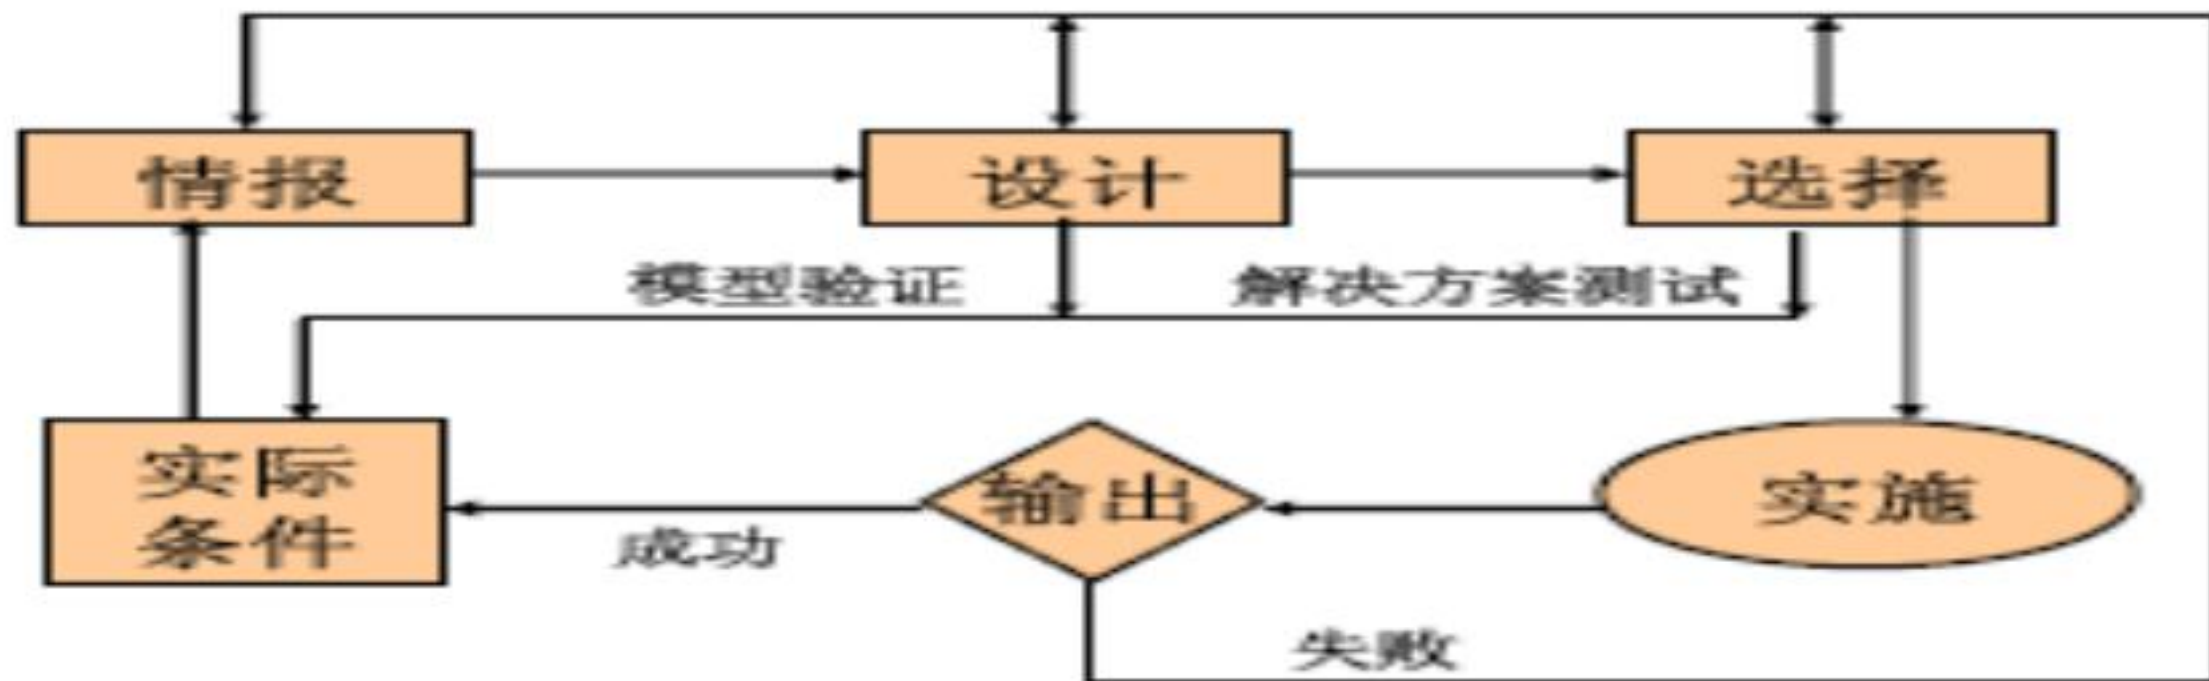 情报
设计
选择
模型验证
解决方案测试
实际
条件
输出
实施
成功
失败